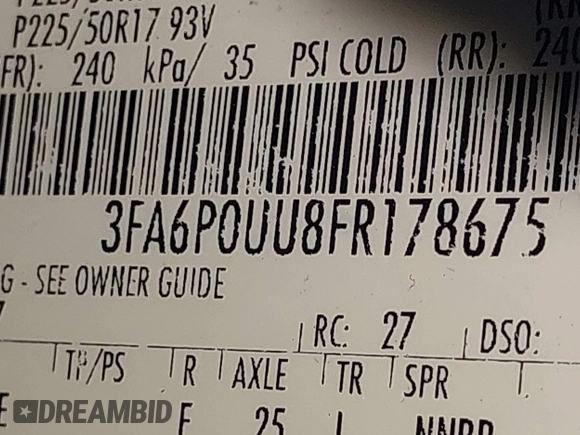 P225/50R17 93V
FR): 240 kPa/ 35 PSI COLD (RR): 240
3FA6P0UU8FR178675
G - SEE OWNER GUIDE
RC: 27 DSO:
TP/PS R AXLE TR SPR
E F 25 J
DREAMBID